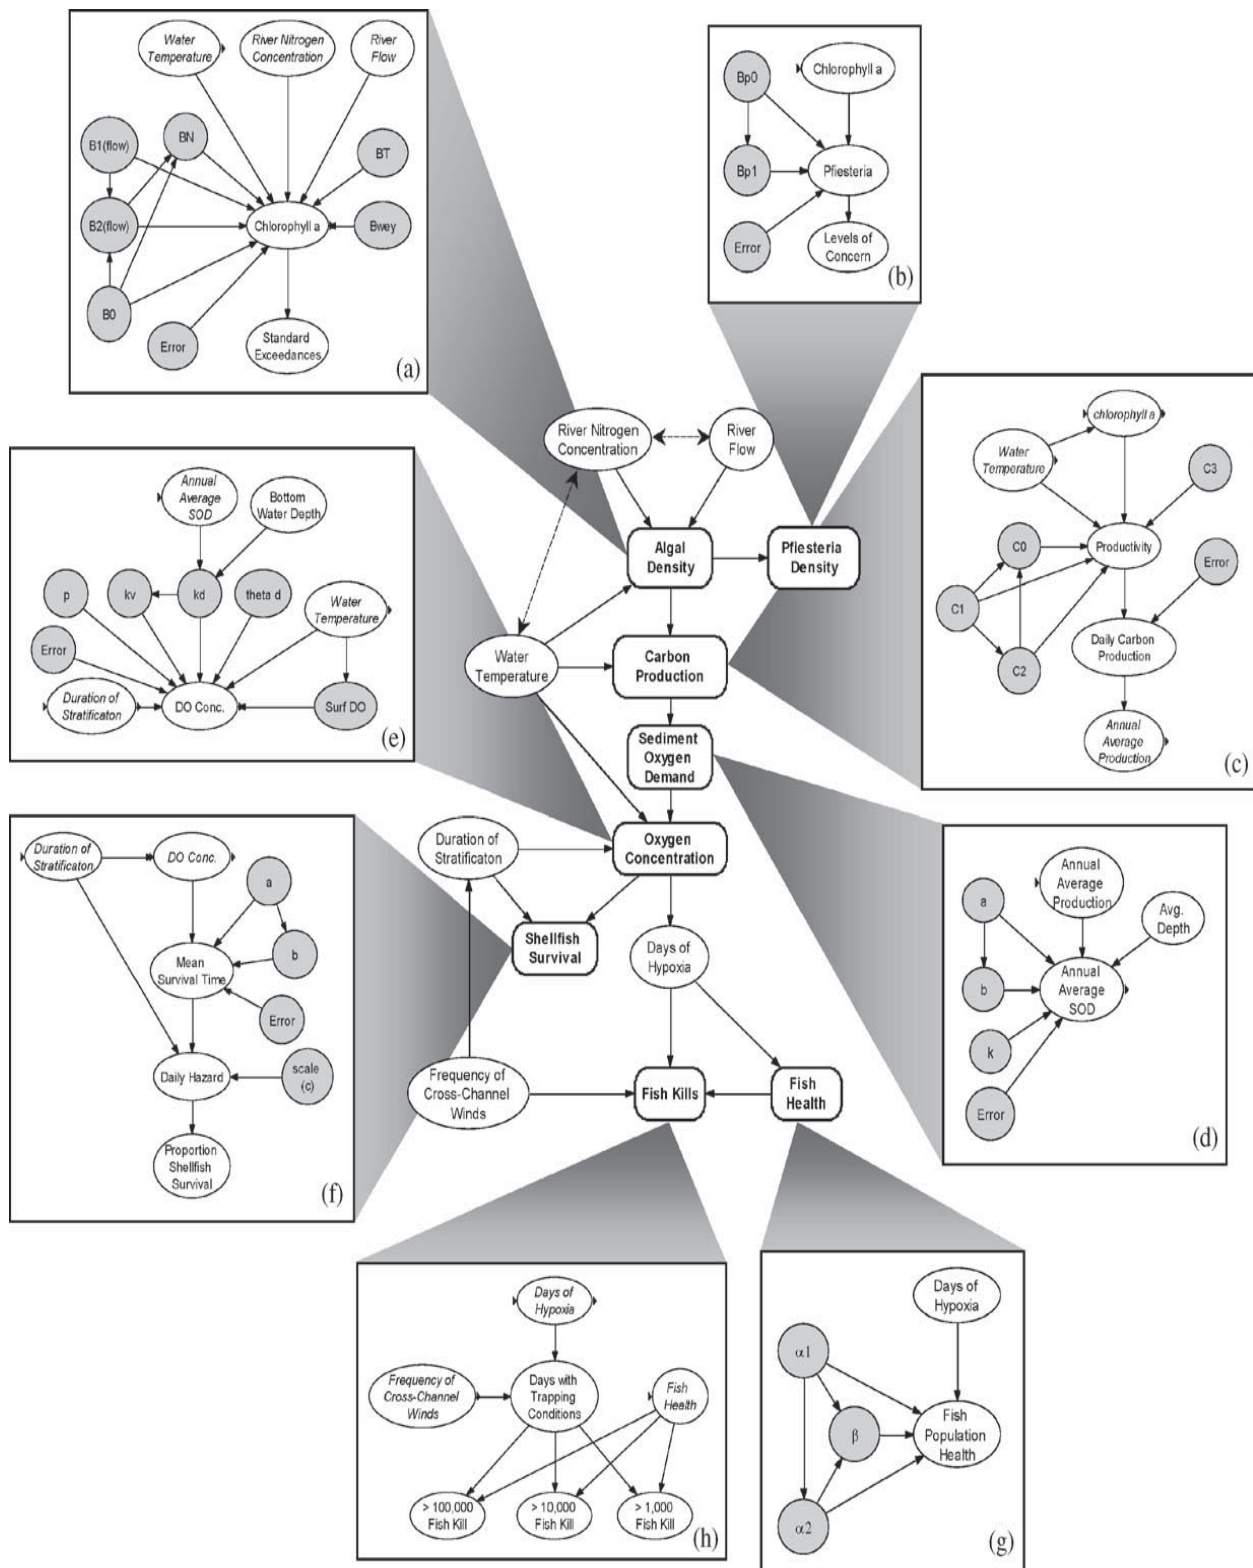 Water
Temperature
River Nitrogen
Concentration
River
Flow
B1(flow)
BN
BT
B2(flow)
Chlorophyll a
Bwey
B0
Error
Standard
Exceedances
(a)
Bp0
Chlorophyll a
Bp1
Pfiesteria
Error
Levels of
Concern
(b)
chlorophyll a
Water
Temperature
C3
C0
Productivity
Error
C1
C2
Daily Carbon
Production
Annual
Average
Production
(c)
River Nitrogen
Concentration
River
Flow
Algal
Density
Pfiesteria
Density
Water
Temperature
Carbon
Production
Sediment
Oxygen
Demand
Duration of
Stratificaton
Oxygen
Concentration
Shellfish
Survival
Days of
Hypoxia
Frequency of
Cross-Channel
Winds
Fish Kills
Fish
Health
Annual
Average
SOD
Bottom
Water Depth
p
kv
kd
theta d
Water
Temperature
Error
Duration of
Stratificaton
DO Conc.
Surf DO
(e)
Annual
Average
Production
a
Avg.
Depth
b
Annual
Average
SOD
k
Error
(d)
Duration of
Stratificaton
DO Conc.
a
Mean
Survival Time
b
Error
Daily Hazard
scale
(c)
Proportion
Shellfish
Survival
(f)
Days of
Hypoxia
Frequency of
Cross-Channel
Winds
Days with
Trapping
Conditions
Fish
Health
> 100,000
Fish Kill
> 10,000
Fish Kill
> 1,000
Fish Kill
(h)
Days of
Hypoxia
α1
β
Fish
Population
Health
α2
(g)